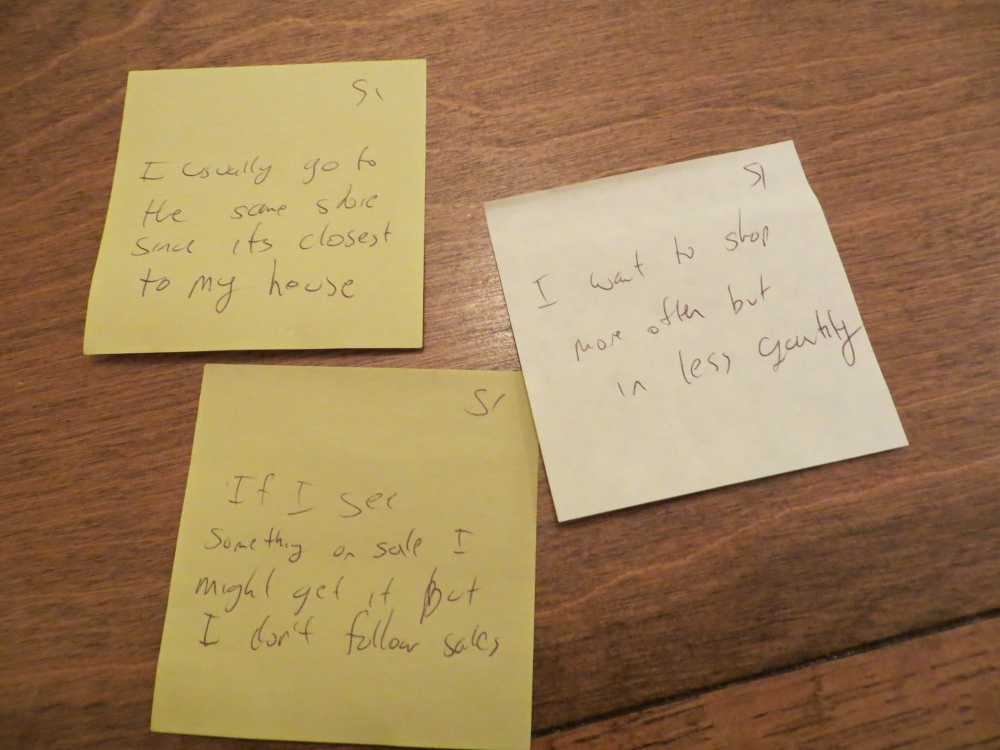 S1
I usually go to
the same store
since its closest
to my house
S1
I want to shop
more often but
in less quantity
S1
If I see
something on sale I
might get it But
I don't follow sales